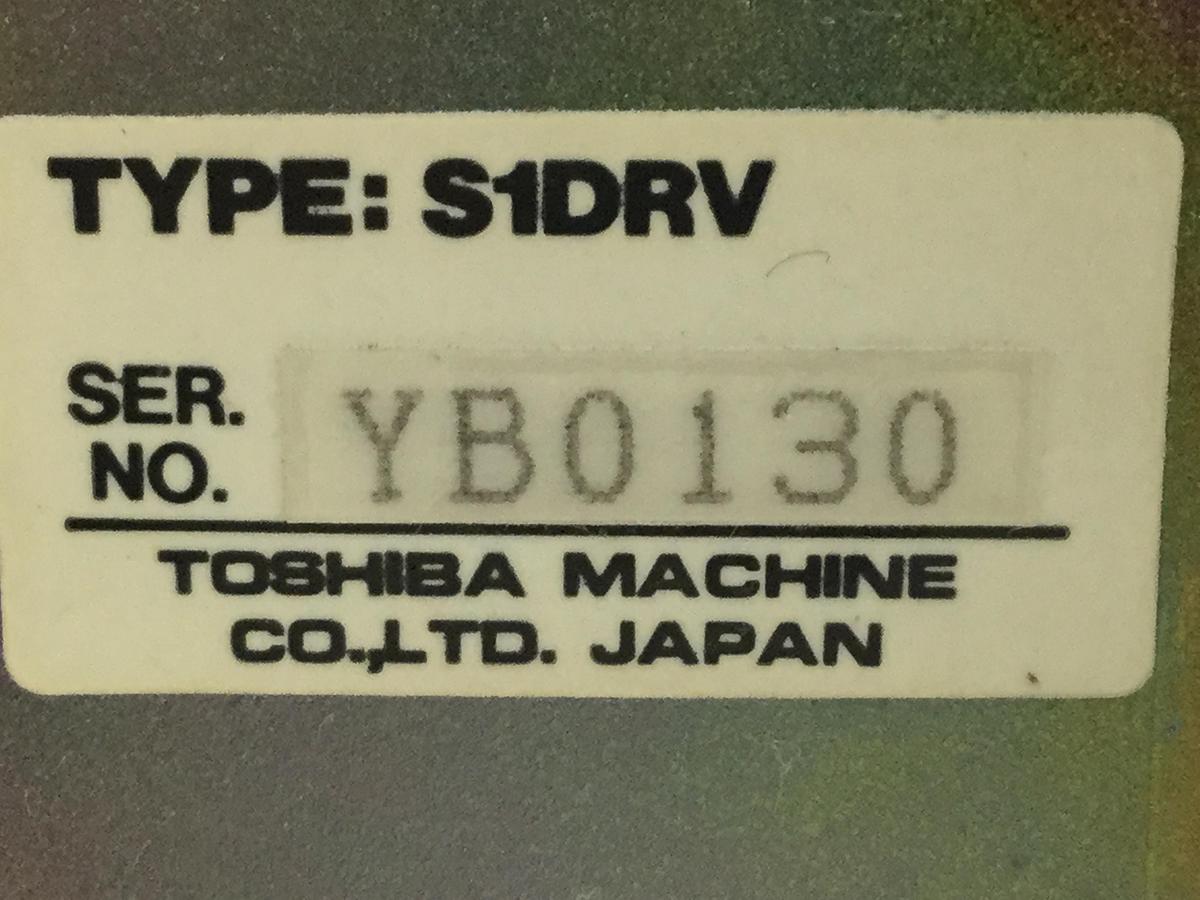 TYPE: S1DRV
SER.
NO. YB0130
TOSHIBA MACHINE
CO.,LTD. JAPAN